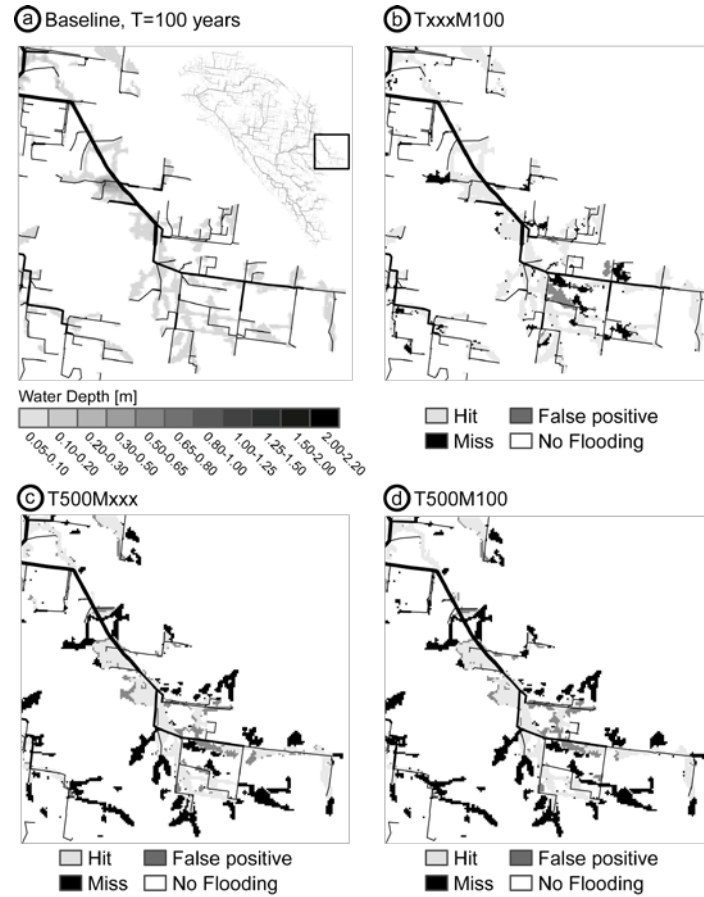 a Baseline, T=100 years
b TxxxM100
Water Depth [m]
0.05-0.10
0.10-0.20
0.20-0.30
0.30-0.50
0.50-0.65
0.65-0.80
0.80-1.00
1.00-1.25
1.25-1.50
1.50-2.00
2.00-2.20
Hit False positive
Miss No Flooding
c T500Mxxx
d T500M100
Hit False positive
Miss No Flooding
Hit False positive
Miss No Flooding